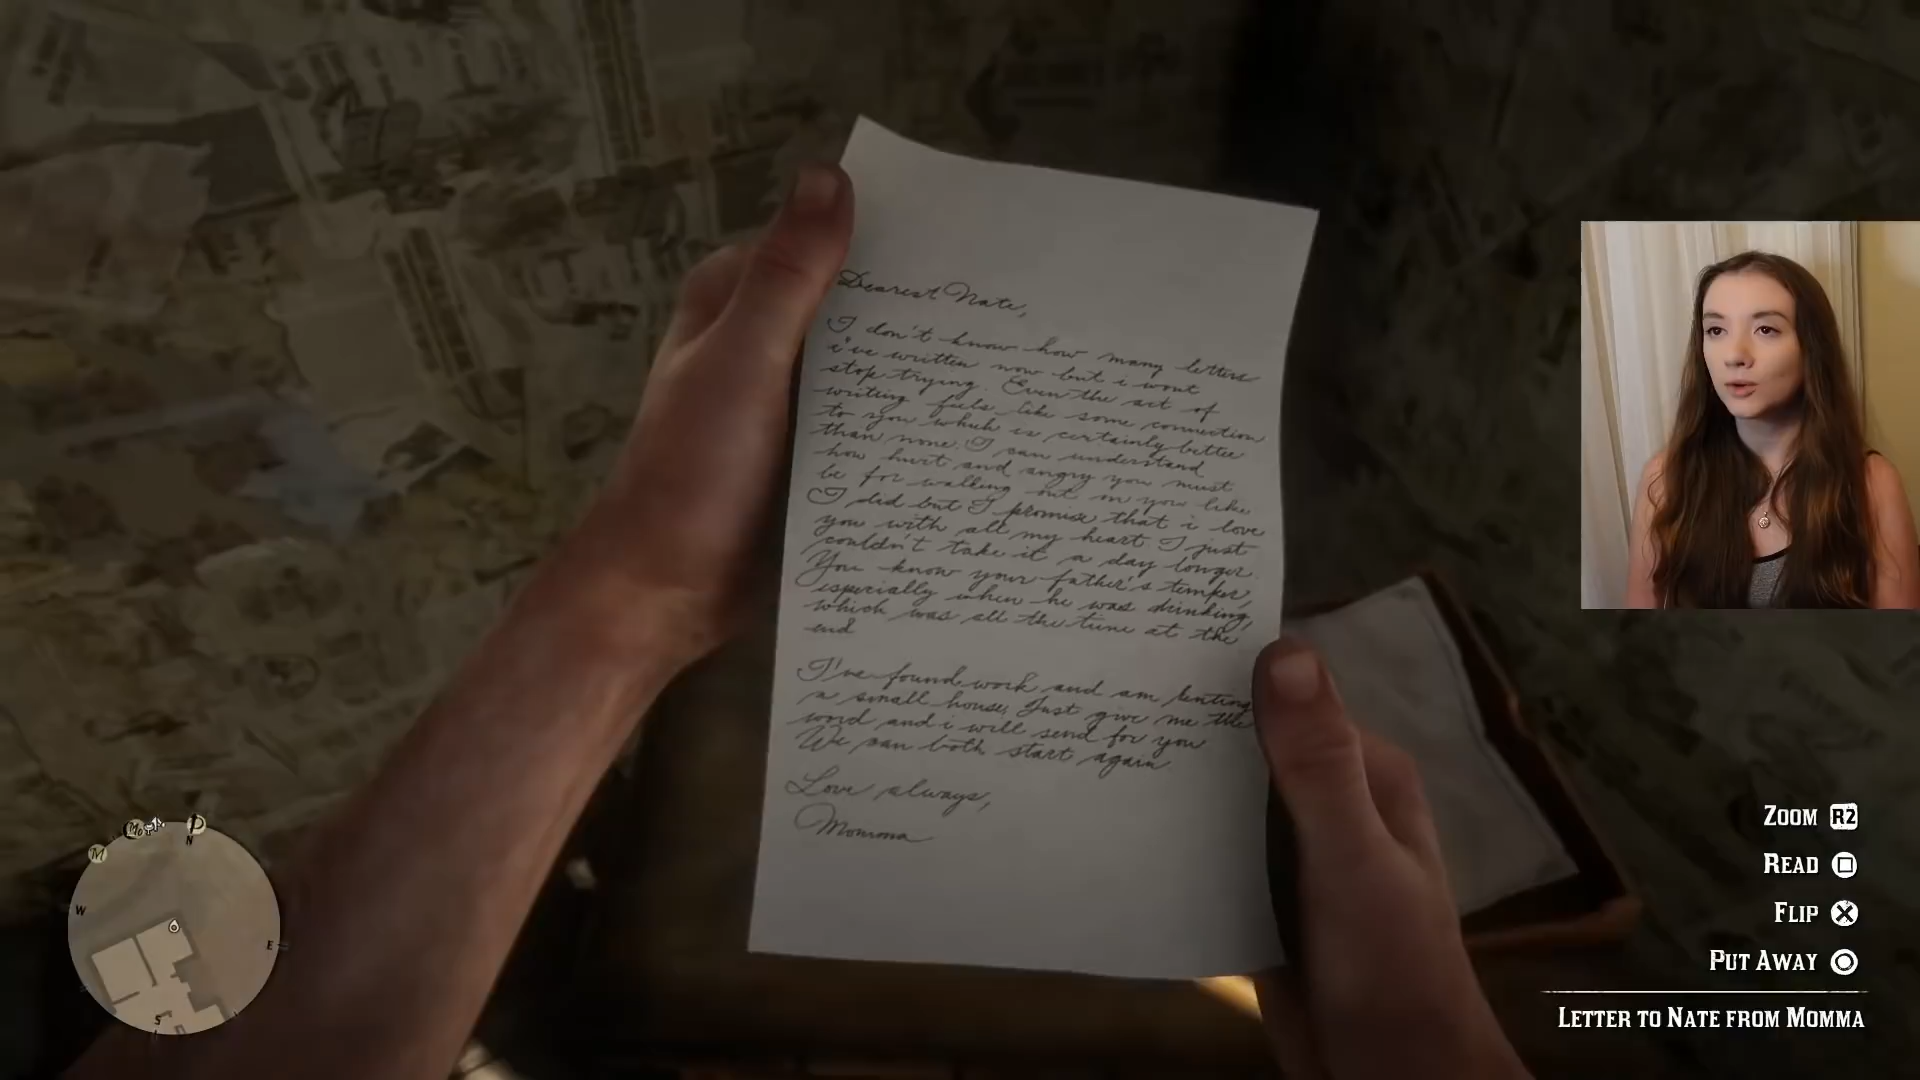 Dearest Nate,
I don't know how many letters
i've written now but i wont
stop trying. Even the act of
writing feels like some connection
to you which is certainly better
than none. I can understand
how hurt and angry you must
be for walking out on you like
I did but I promise that i love
you with all my heart I just
couldn't take it a day longer.
You know your father's temper,
especially when he was drinking,
which was all the time at the
end
I've found work and am renting
a small house, Just give me the
word and i will send for you
We can both start again.
Love always,
Momma
ZOOM R2
READ
FLIP
PUT AWAY
LETTER TO NATE FROM MOMMA
M
P
N
W
E
S